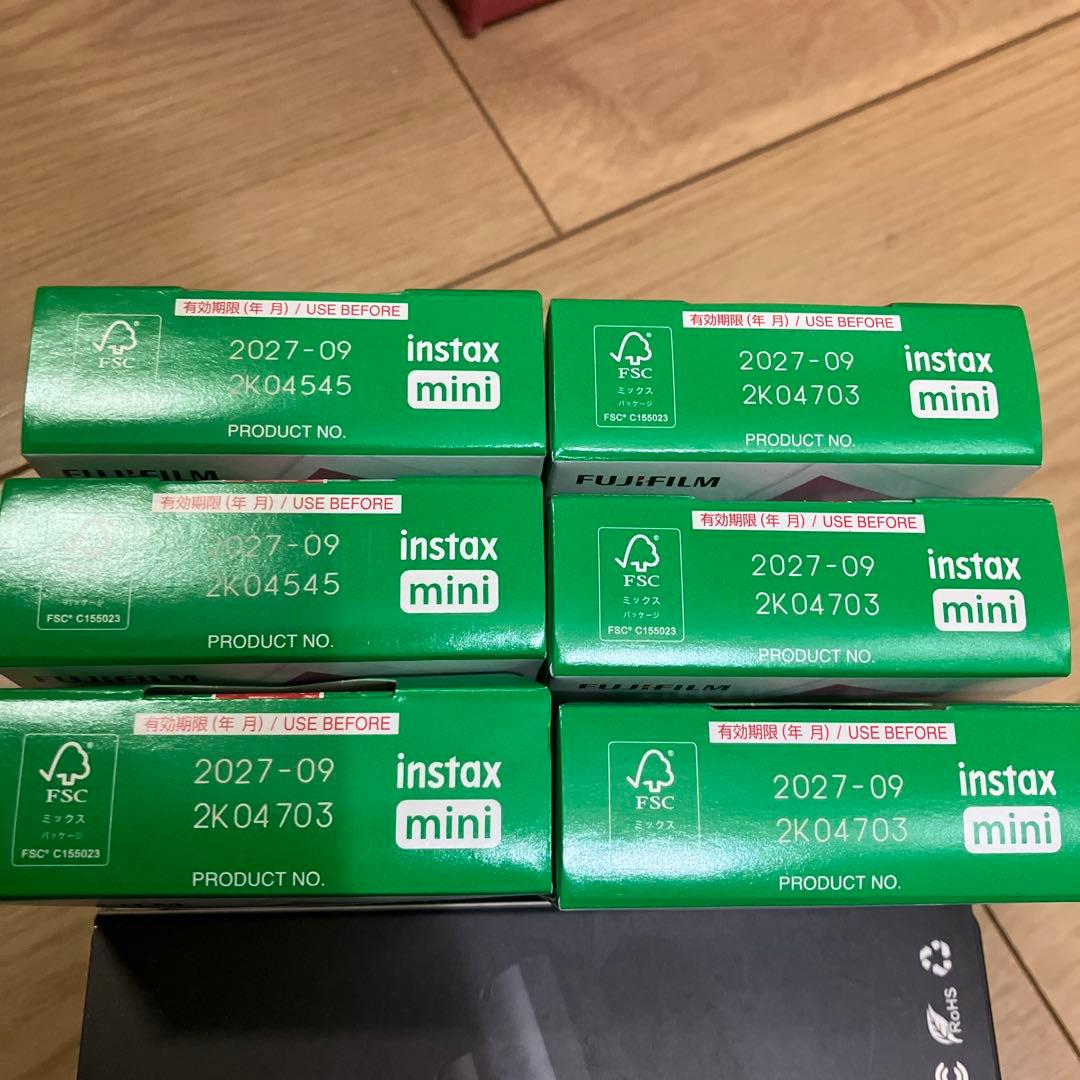 有効期限(年 月) / USE BEFORE
FSC
2027-09
2K04545
instax
mini
PRODUCT NO.
FUJIFILM
有効期限(年 月) / USE BEFORE
FSC
ミックス
パッケージ
FSC® C155023
2027-09
2K04703
instax
mini
PRODUCT NO.
FUJIFILM
有効期限(年 月) / USE BEFORE
パッケージ
FSC® C155023
2027-09
2K04545
instax
mini
PRODUCT NO.
FUJIFILM
有効期限(年 月) / USE BEFORE
FSC
ミックス
パッケージ
FSC® C155023
2027-09
2K04703
instax
mini
PRODUCT NO.
FUJIFILM
有効期限(年 月) / USE BEFORE
FSC
ミックス
パッケージ
FSC® C155023
2027-09
2K04703
instax
mini
PRODUCT NO.
有効期限(年 月) / USE BEFORE
FSC
ミックス
2027-09
2K04703
instax
mini
PRODUCT NO.
RoHS